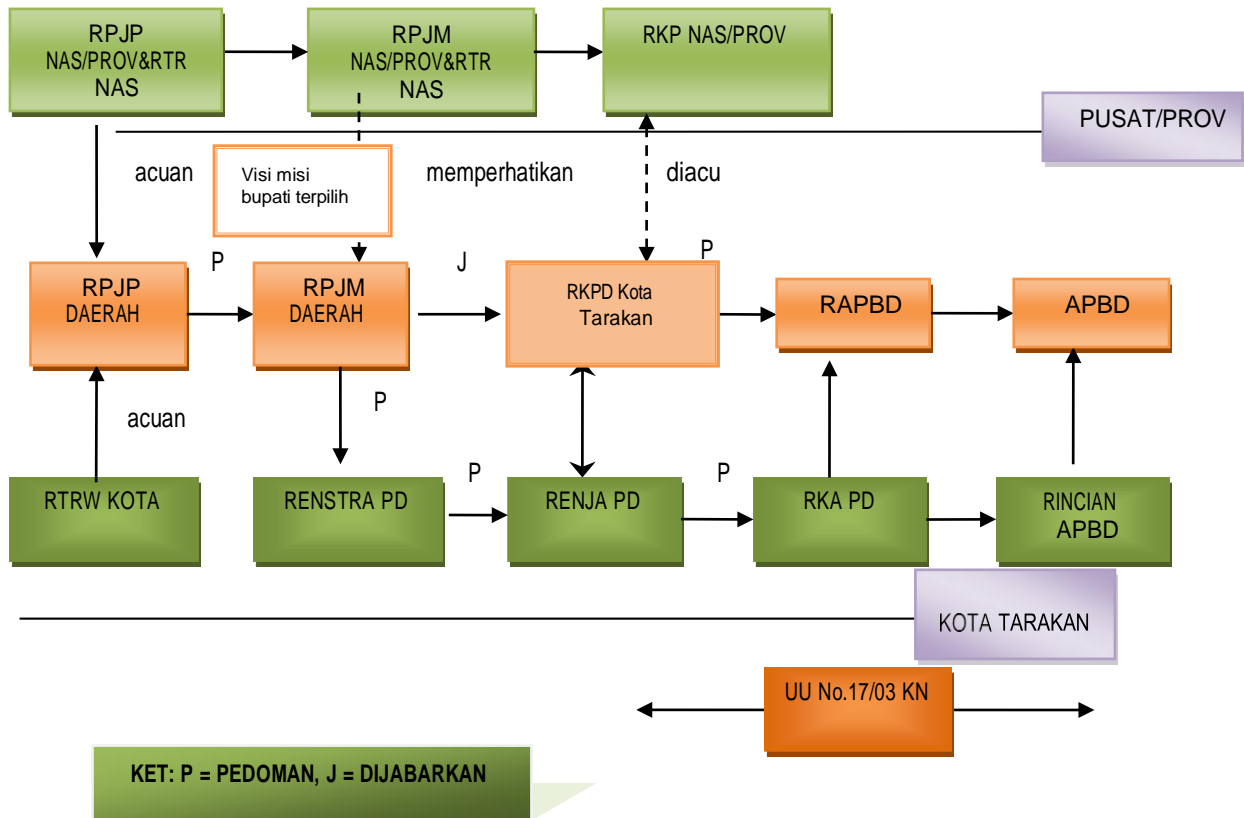 RPJP
NAS/PROV&RTR
NAS
RPJM
NAS/PROV&RTR
NAS
RKP NAS/PROV
PUSAT/PROV
acuan
Visi misi
bupati terpilih
memperhatikan
diacu
P
J
P
RPJP
DAERAH
RPJM
DAERAH
RKPD Kota
Tarakan
RAPBD
APBD
acuan
P
P
P
RTRW KOTA
RENSTRA PD
RENJA PD
RKA PD
RINCIAN
APBD
KOTA TARAKAN
UU No.17/03 KN
KET: P = PEDOMAN, J = DIJABARKAN